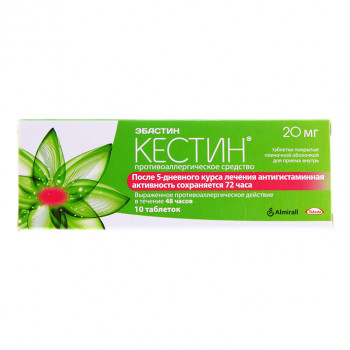 ЭБАСТИН
КЕСТИН®
противоаллергическое средство
20 мг
таблетки покрытые
пленочной оболочкой
для приема внутрь
После 5-дневного курса лечения антигистаминная
активность сохраняется 72 часа
Выраженное противоаллергическое действие
в течение 48 часов
10 таблеток
Almirall
Takeda